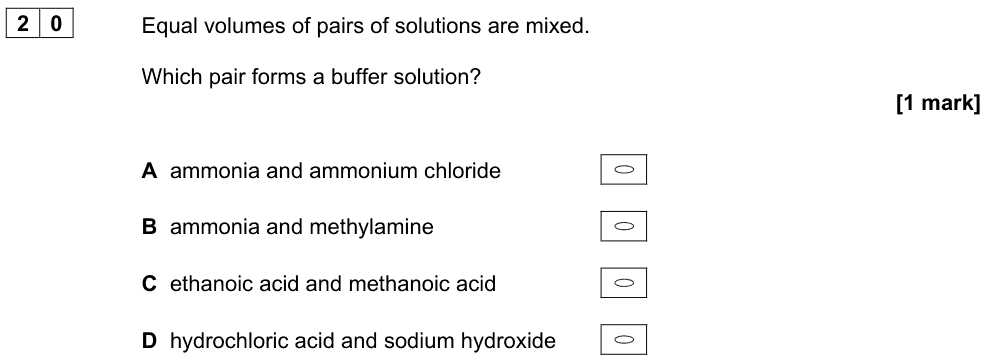 2 0 Equal volumes of pairs of solutions are mixed.
Which pair forms a buffer solution?
[1 mark]
A ammonia and ammonium chloride
B ammonia and methylamine
C ethanoic acid and methanoic acid
D hydrochloric acid and sodium hydroxide